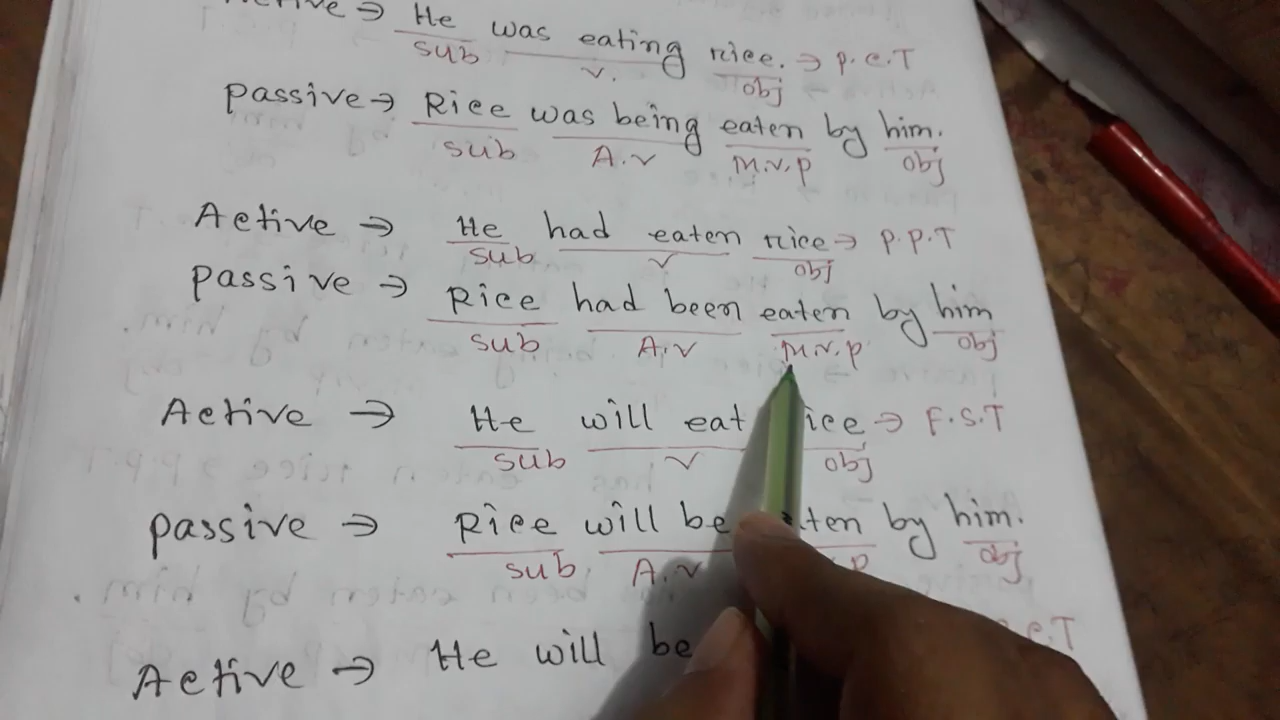 He was eating rice. → P.C.T
sub v. obj
Passive → Rice was being eaten by him.
sub A.V M.V.P obj
Active → He had eaten rice → P.P.T
sub v obj
Passive → Rice had been eaten by him
sub A.V M.V.P obj
Active → He will eat → F.S.T
sub v obj
Passive → Rice will be by him.
sub A.V obj
Active → He will be